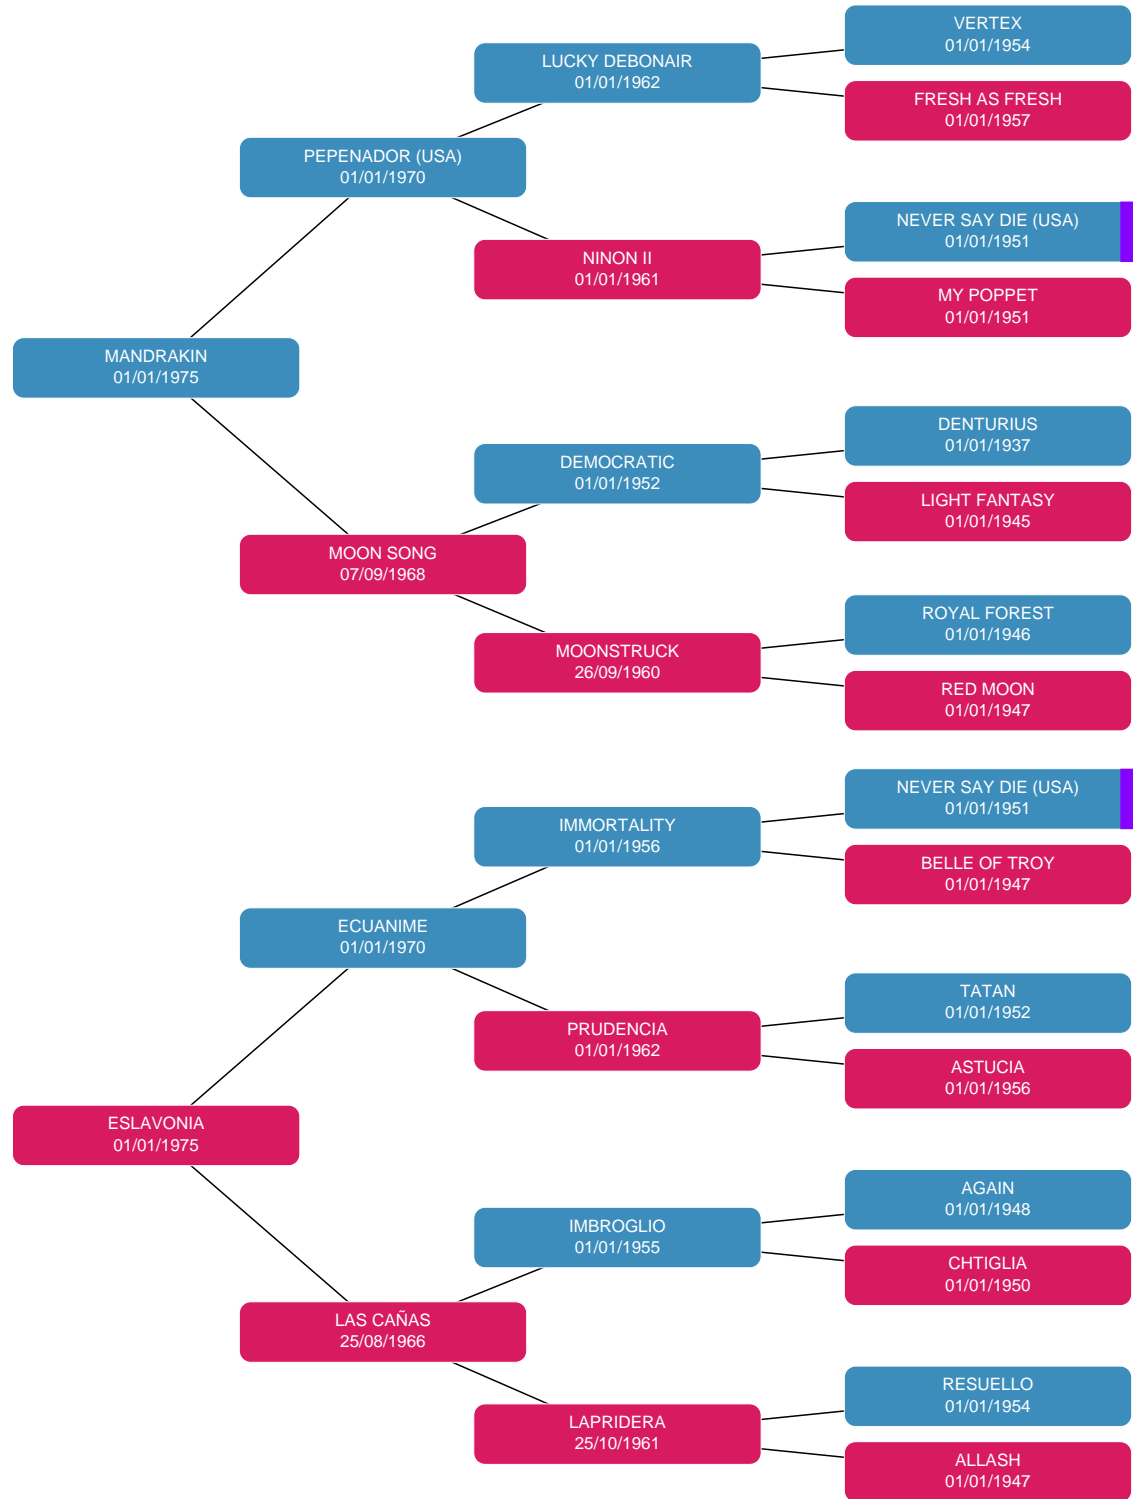 VERTEX
01/01/1954
LUCKY DEBONAIR
01/01/1962
FRESH AS FRESH
01/01/1957
PEPENADOR (USA)
01/01/1970
NEVER SAY DIE (USA)
01/01/1951
NINON II
01/01/1961
MY POPPET
01/01/1951
MANDRAKIN
01/01/1975
DENTURIUS
01/01/1937
DEMOCRATIC
01/01/1952
LIGHT FANTASY
01/01/1945
MOON SONG
07/09/1968
ROYAL FOREST
01/01/1946
MOONSTRUCK
26/09/1960
RED MOON
01/01/1947
NEVER SAY DIE (USA)
01/01/1951
IMMORTALITY
01/01/1956
BELLE OF TROY
01/01/1947
ECUANIME
01/01/1970
TATAN
01/01/1952
PRUDENCIA
01/01/1962
ASTUCIA
01/01/1956
ESLAVONIA
01/01/1975
AGAIN
01/01/1948
IMBROGLIO
01/01/1955
CHTIGLIA
01/01/1950
LAS CAÑAS
25/08/1966
RESUELLO
01/01/1954
LAPRIDERA
25/10/1961
ALLASH
01/01/1947